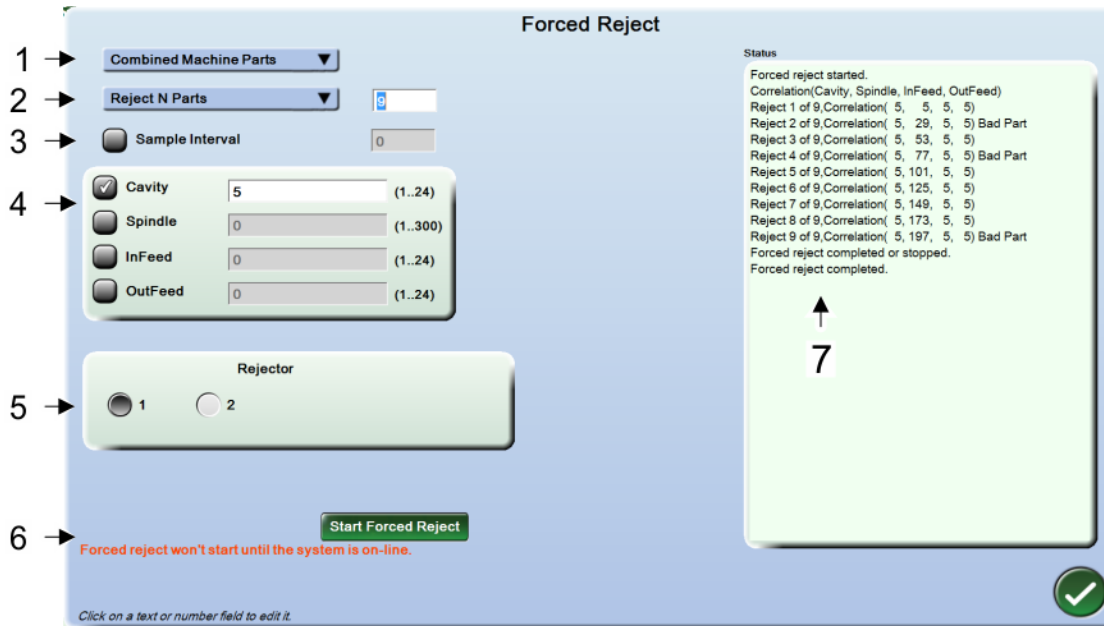 Forced Reject
1
Combined Machine Parts
2
Reject N Parts
9
3
Sample Interval
0
4
Cavity
5
(1..24)
Spindle
0
(1..300)
InFeed
0
(1..24)
OutFeed
0
(1..24)
5
Rejector
1
2
6
Start Forced Reject
Forced reject won't start until the system is on-line.
Click on a text or number field to edit it.
Status
Forced reject started.
Correlation(Cavity, Spindle, InFeed, OutFeed)
Reject 1 of 9,Correlation( 5, 5, 5, 5)
Reject 2 of 9,Correlation( 5, 29, 5, 5) Bad Part
Reject 3 of 9,Correlation( 5, 53, 5, 5)
Reject 4 of 9,Correlation( 5, 77, 5, 5) Bad Part
Reject 5 of 9,Correlation( 5, 101, 5, 5)
Reject 6 of 9,Correlation( 5, 125, 5, 5)
Reject 7 of 9,Correlation( 5, 149, 5, 5)
Reject 8 of 9,Correlation( 5, 173, 5, 5)
Reject 9 of 9,Correlation( 5, 197, 5, 5) Bad Part
Forced reject completed or stopped.
Forced reject completed.
7